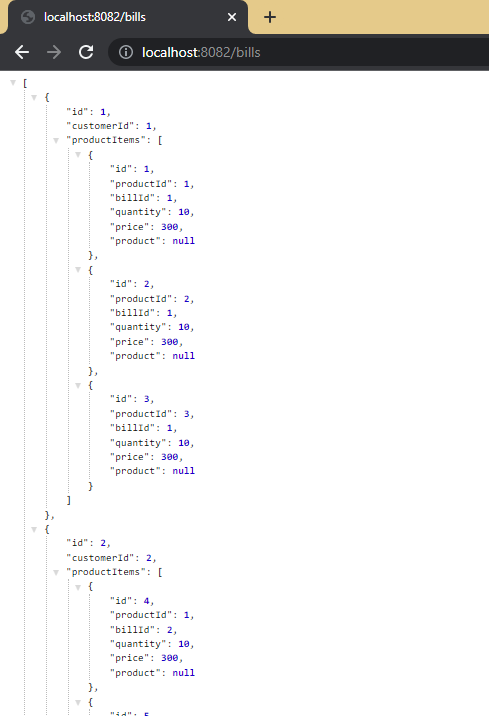 localhost:8082/bills
localhost:8082/bills
[
{
"id": 1,
"customerId": 1,
"productItems": [
{
"id": 1,
"productId": 1,
"billId": 1,
"quantity": 10,
"price": 300,
"product": null
},
{
"id": 2,
"productId": 2,
"billId": 1,
"quantity": 10,
"price": 300,
"product": null
},
{
"id": 3,
"productId": 3,
"billId": 1,
"quantity": 10,
"price": 300,
"product": null
}
]
},
{
"id": 2,
"customerId": 2,
"productItems": [
{
"id": 4,
"productId": 1,
"billId": 2,
"quantity": 10,
"price": 300,
"product": null
},
{
"id": 5